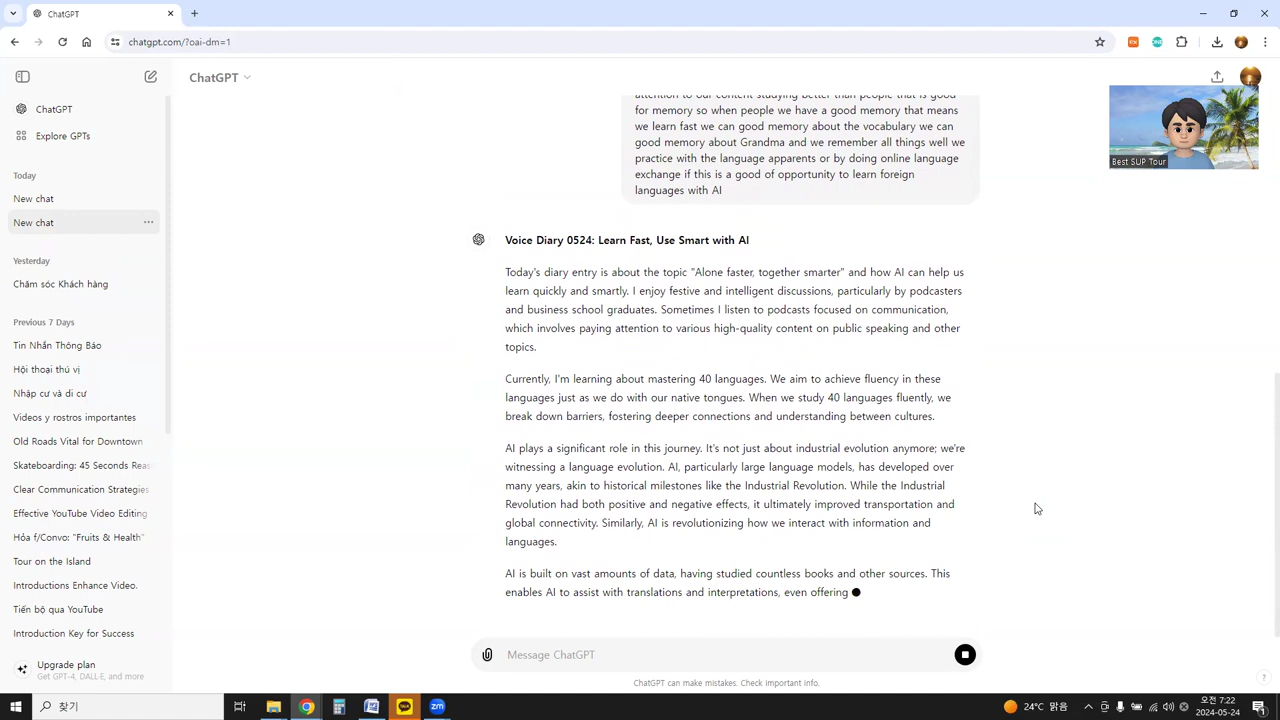 ChatGPT
chatgpt.com/?oai-dm=1
ChatGPT
ChatGPT
Explore GPTs
Today
New chat
New chat
Yesterday
Chăm sóc Khách hàng
Previous 7 Days
Tin Nhắn Thông Báo
Hội thoại thú vị
Nhập cư và di cư
Videos y rostros importantes
Old Roads Vital for Downtown
Skateboarding: 45 Seconds Reas
Clear Communication Strategies
Effective YouTube Video Editing
Hỏa f/Convo: "Fruits & Health"
Tour on the Island
Introductions Enhance Video.
Tiến bộ qua YouTube
Introduction Key for Success
Upgrade plan
Get GPT-4, DALL·E, and more
attention to our content studying better than people that is good
for memory so when people we have a good memory that means
we learn fast we can good memory about the vocabulary we can
good memory about Grandma and we remember all things well we
practice with the language apparents or by doing online language
exchange if this is a good of opportunity to learn foreign
languages with AI
Best SUP Tour
Voice Diary 0524: Learn Fast, Use Smart with AI
Today's diary entry is about the topic "Alone faster, together smarter" and how AI can help us
learn quickly and smartly. I enjoy festive and intelligent discussions, particularly by podcasters
and business school graduates. Sometimes I listen to podcasts focused on communication,
which involves paying attention to various high-quality content on public speaking and other
topics.
Currently, I'm learning about mastering 40 languages. We aim to achieve fluency in these
languages just as we do with our native tongues. When we study 40 languages fluently, we
break down barriers, fostering deeper connections and understanding between cultures.
AI plays a significant role in this journey. It's not just about industrial evolution anymore; we're
witnessing a language evolution. AI, particularly large language models, has developed over
many years, akin to historical milestones like the Industrial Revolution. While the Industrial
Revolution had both positive and negative effects, it ultimately improved transportation and
global connectivity. Similarly, AI is revolutionizing how we interact with information and
languages.
AI is built on vast amounts of data, having studied countless books and other sources. This
enables AI to assist with translations and interpretations, even offering
Message ChatGPT
ChatGPT can make mistakes. Check important info.
찾기
24°C 맑음
오전 7:22
2024-05-24